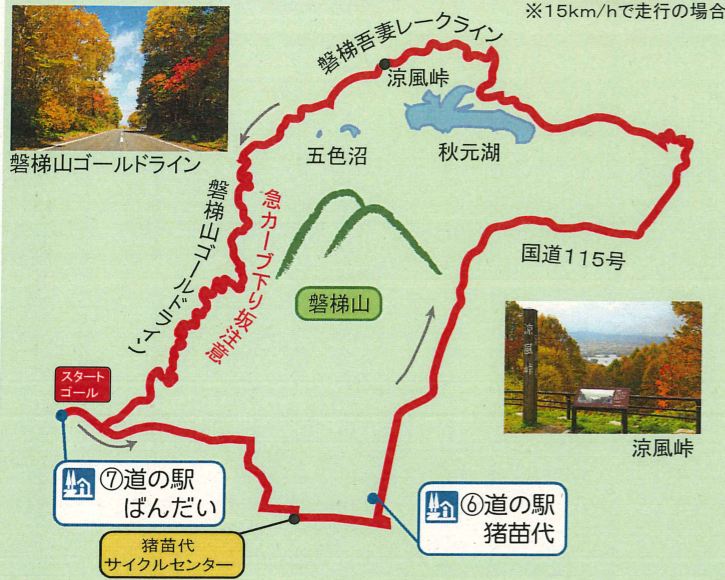 ※15km/hで走行の場合
磐梯吾妻レークライン
涼風峠
磐梯山ゴールドライン
五色沼
秋元湖
磐梯山ゴールドライン
急カーブ下り坂注意
国道115号
磐梯山
涼風峠
涼風峠
スタート
ゴール
⑦道の駅
ばんだい
⑥道の駅
猪苗代
猪苗代
サイクルセンター